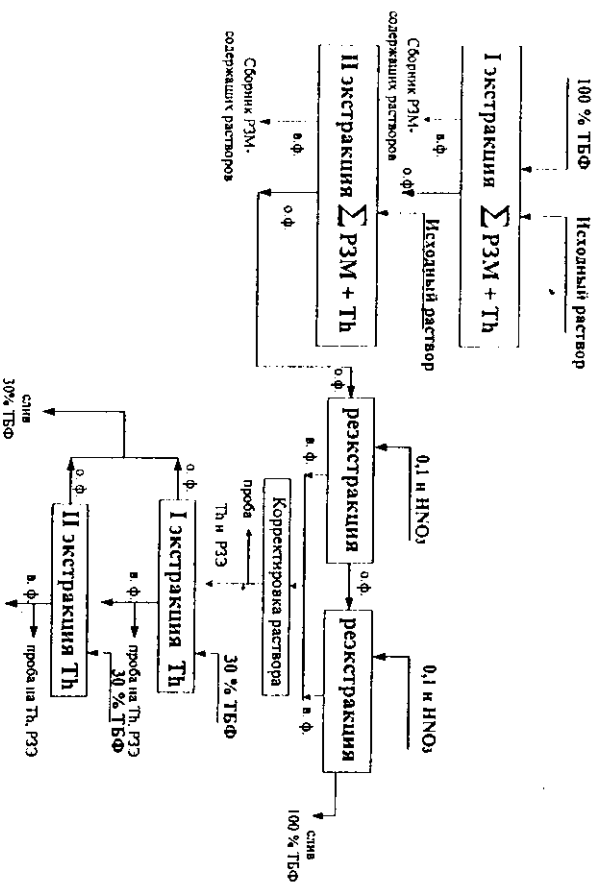 100 % ТБФ
Исходный раствор
I экстракция ∑ РЗМ + Th
в.ф.
о.ф.
Сборник РЗМ-
содержащих растворов
Исходный раствор
II экстракция ∑ РЗМ + Th
в.ф.
о.ф.
Сборник РЗМ-
содержащих растворов
0,1 н HNO₃
0,1 н HNO₃
о.ф.
реэкстракция
о.ф.
реэкстракция
в.ф.
в.ф.
слив
100 % ТБФ
Корректировка раствора
проба
Th и РЗЭ
30 % ТБФ
о.ф.
I экстракция Th
в.ф.
проба на Th, РЗЭ
30 % ТБФ
о.ф.
II экстракция Th
в.ф.
проба на Th, РЗЭ
слив
30% ТБФ